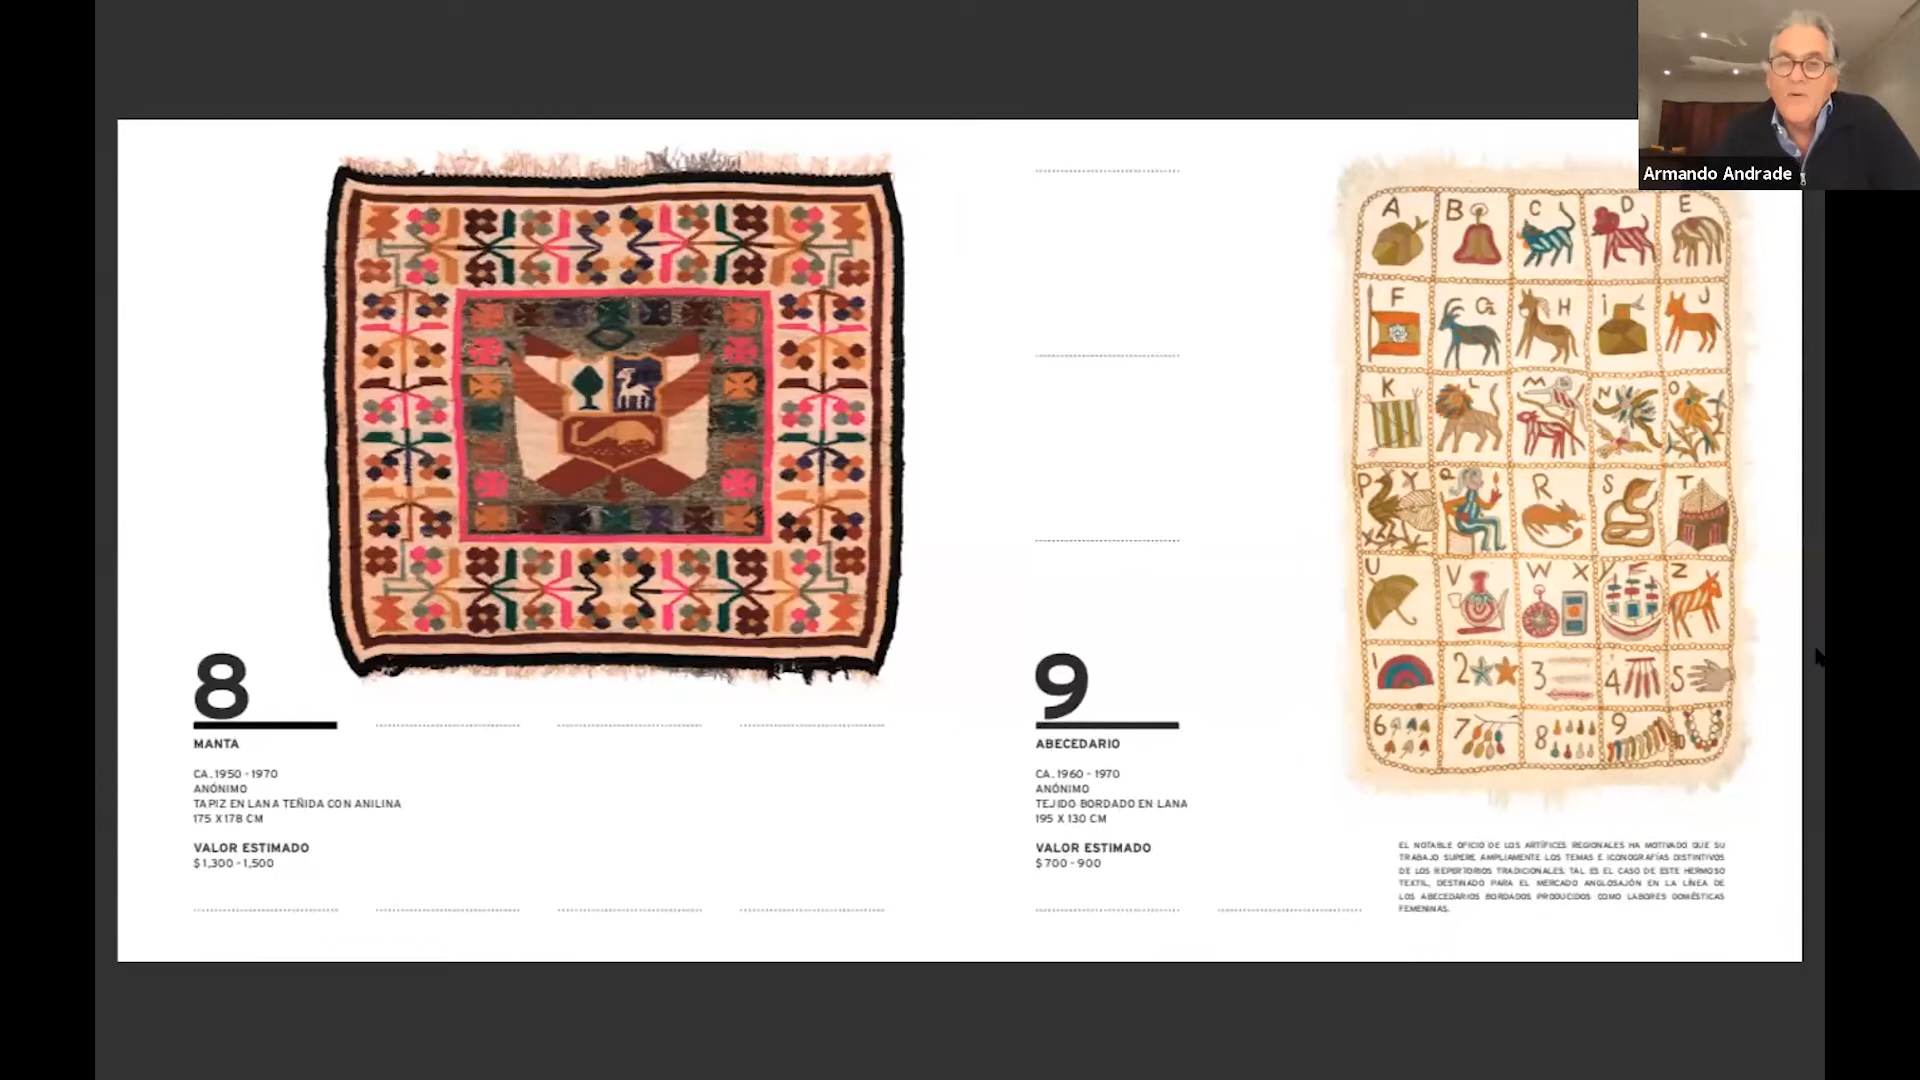 Armando Andrade
8
MANTA
CA. 1950 - 1970
ANÓNIMO
TAPIZ EN LANA TEÑIDA CON ANILINA
175 X 178 CM
VALOR ESTIMADO
$ 1,300 - 1,500
9
ABECEDARIO
CA. 1960 - 1970
ANÓNIMO
TEJIDO BORDADO EN LANA
195 X 130 CM
VALOR ESTIMADO
$ 700 - 900
A B C D E
F G H i J
K L M N O
P Y Q R S T
U V W X Y Z
1 2 3 4 5
6 7 8 9 10
EL NOTABLE OFICIO DE LOS ARTÍFICES REGIONALES HA MOTIVADO QUE SU
TRABAJO SUPERE AMPLIAMENTE LOS TEMAS E ICONOGRAFÍAS DISTINTIVOS
DE LOS REPERTORIOS TRADICIONALES. TAL ES EL CASO DE ESTE HERMOSO
TEXTIL, DESTINADO PARA EL MERCADO ANGLOSAJÓN EN LA LÍNEA DE
LOS ABECEDARIOS BORDADOS PRODUCIDOS COMO LABORES DOMÉSTICAS
FEMENINAS.